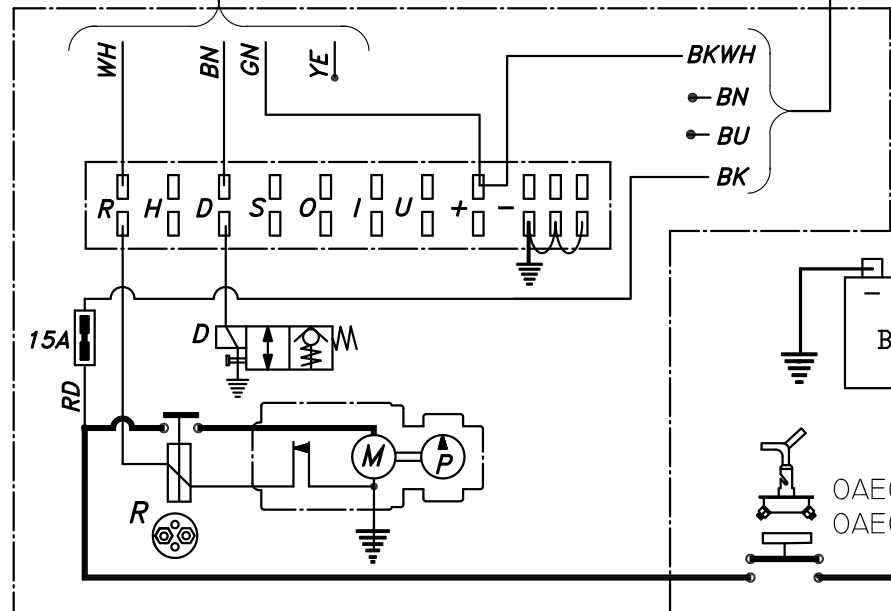 WH BN GN YE BKWH
BN
BU
BK
R H D S O I U + -
15A
D
RD
M P
R
-
B
OAE
OAE